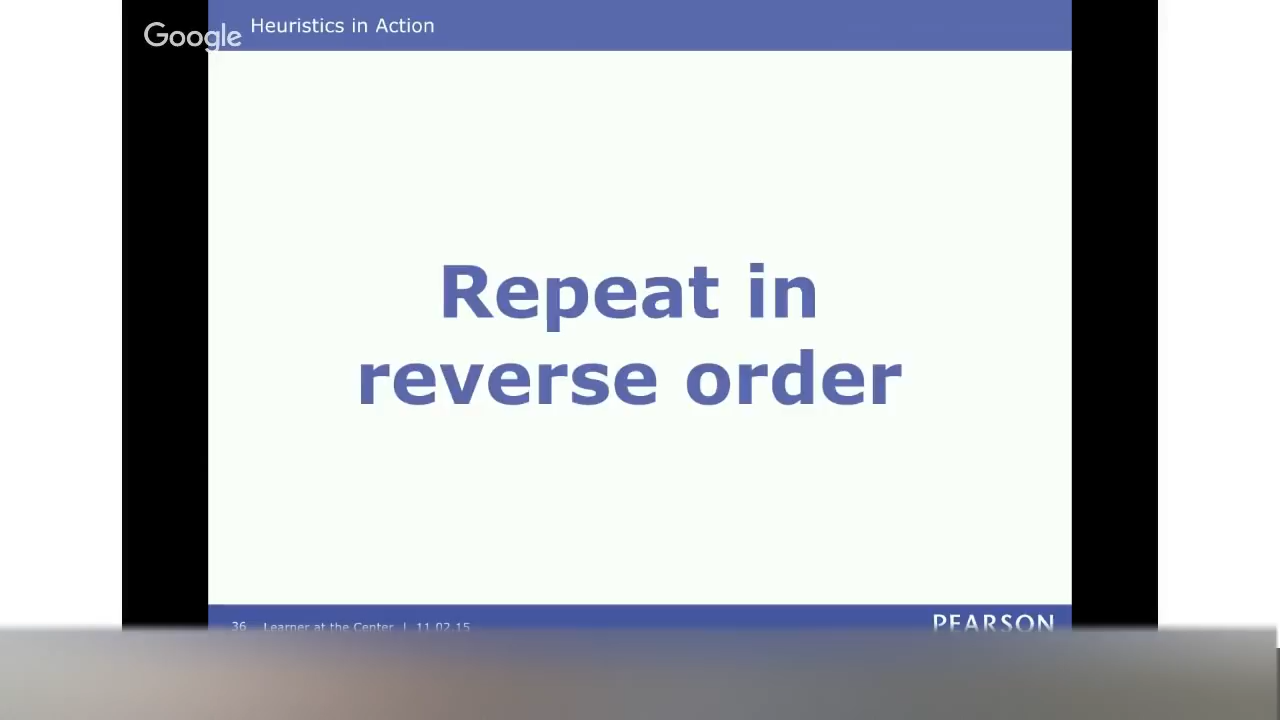 Google
Heuristics in Action
Repeat in
reverse order
36 Learner at the Center | 11.02.15
PEARSON